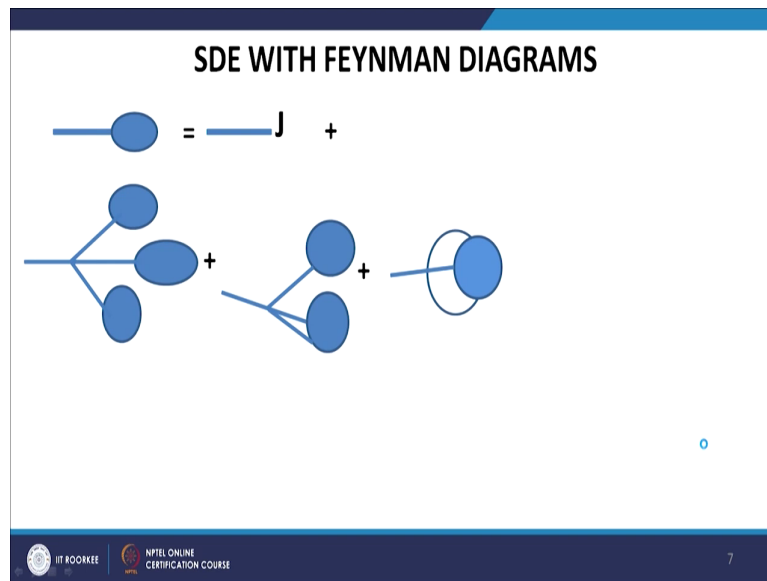 SDE WITH FEYNMAN DIAGRAMS
= J +
+ +
IIT ROORKEE
NPTEL ONLINE
CERTIFICATION COURSE
7